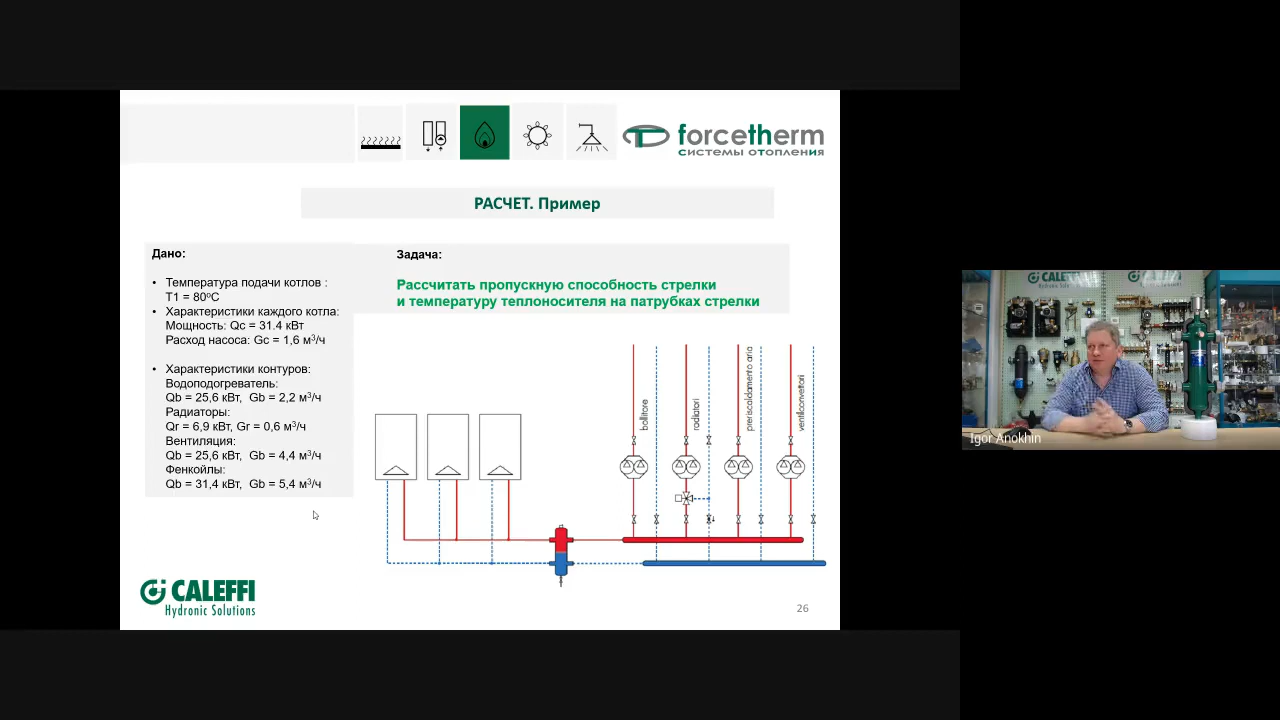 forcetherm
системы отопления
РАСЧЕТ. Пример
Дано:
• Температура подачи котлов :
T1 = 80ºC
• Характеристики каждого котла:
Мощность: Qc = 31.4 кВт
Расход насоса: Gc = 1,6 м³/ч
• Характеристики контуров:
Водоподогреватель:
Qb = 25,6 кВт, Gb = 2,2 м³/ч
Радиаторы:
Qr = 6,9 кВт, Gr = 0,6 м³/ч
Вентиляция:
Qb = 25,6 кВт, Gb = 4,4 м³/ч
Фенкойлы:
Qb = 31,4 кВт, Gb = 5,4 м³/ч
Задача:
Рассчитать пропускную способность стрелки
и температуру теплоносителя на патрубках стрелки
bollitore
radiatori
preriscaldamento aria
ventilconvettori
CALEFFI
Hydronic Solutions
26
CALEFFI
Hydronic Solutions
CALEFFI
Igor Anokhin